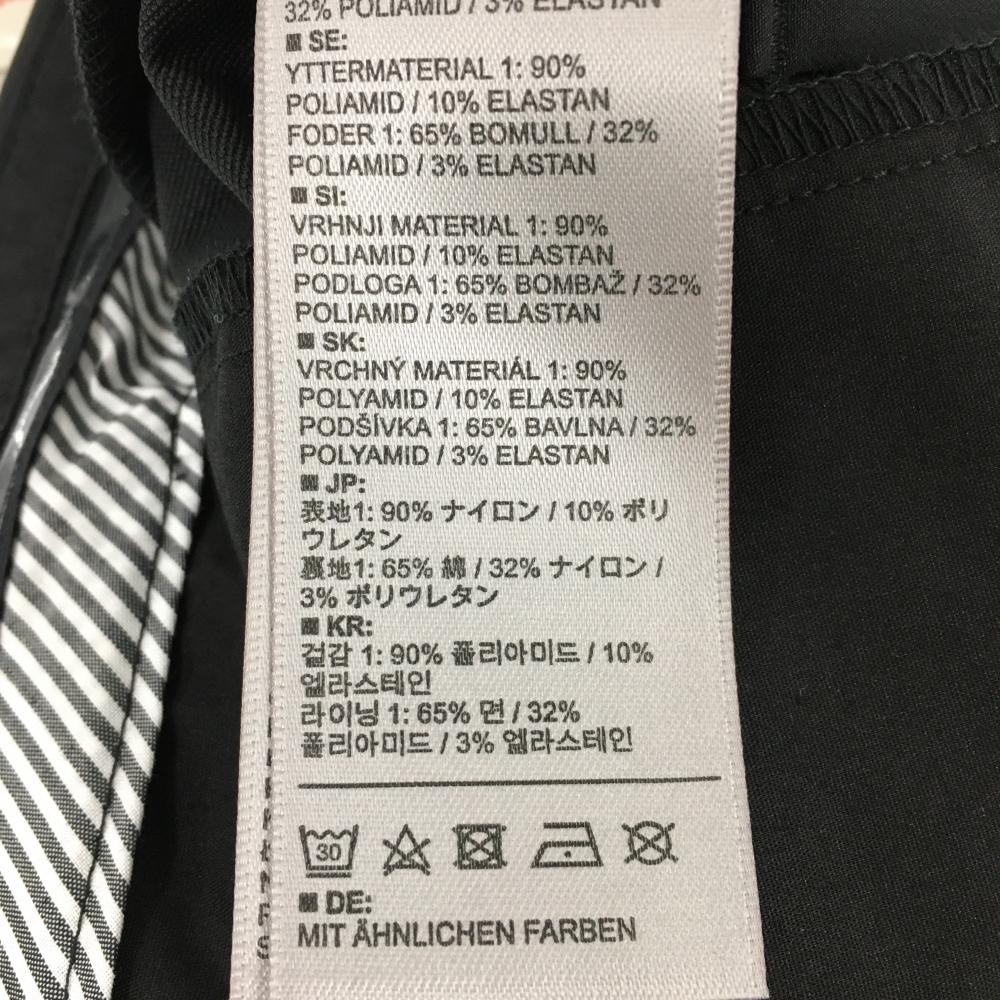 32% POLIAMID / 3% ELASTAN
SE:
YTTERMATERIAL 1: 90%
POLIAMID / 10% ELASTAN
FODER 1: 65% BOMULL / 32%
POLIAMID / 3% ELASTAN
SI:
VRHNJI MATERIAL 1: 90%
POLIAMID / 10% ELASTAN
PODLOGA 1: 65% BOMBAŽ / 32%
POLIAMID / 3% ELASTAN
SK:
VRCHNÝ MATERIÁL 1: 90%
POLYAMID / 10% ELASTAN
PODŠÍVKA 1: 65% BAVLNA / 32%
POLYAMID / 3% ELASTAN
JP:
表地1: 90% ナイロン / 10% ポリ
ウレタン
裏地1: 65% 綿 / 32% ナイロン /
3% ポリウレタン
KR:
겉감 1: 90% 폴리아미드 / 10%
엘라스테인
라이닝 1: 65% 면 / 32%
폴리아미드 / 3% 엘라스테인
30
DE:
MIT ÄHNLICHEN FARBEN